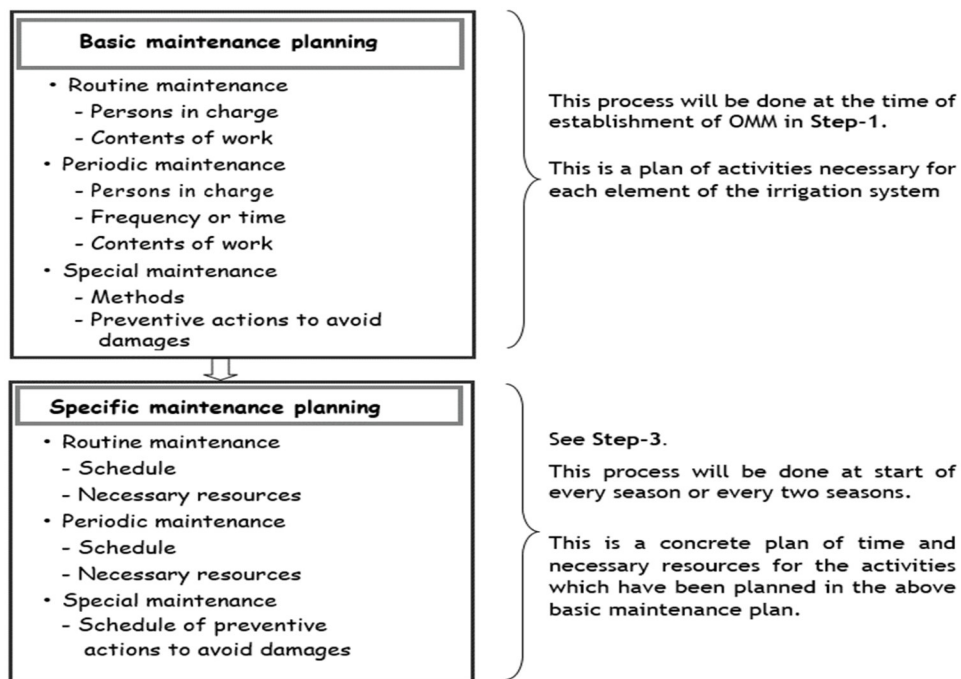 Basic maintenance planning
• Routine maintenance
- Persons in charge
- Contents of work
• Periodic maintenance
- Persons in charge
- Frequency or time
- Contents of work
• Special maintenance
- Methods
- Preventive actions to avoid
damages
This process will be done at the time of
establishment of OMM in Step-1.
This is a plan of activities necessary for
each element of the irrigation system
Specific maintenance planning
• Routine maintenance
- Schedule
- Necessary resources
• Periodic maintenance
- Schedule
- Necessary resources
• Special maintenance
- Schedule of preventive
actions to avoid damages
See Step-3.
This process will be done at start of
every season or every two seasons.
This is a concrete plan of time and
necessary resources for the activities
which have been planned in the above
basic maintenance plan.